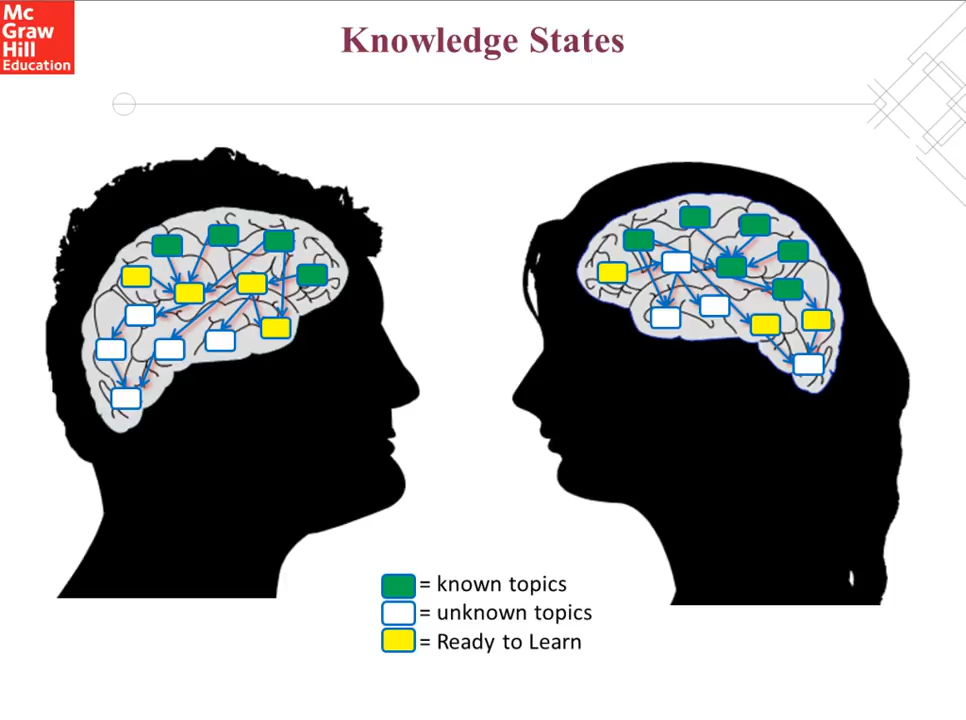 Mc
Graw
Hill
Education
Knowledge States
= known topics
= unknown topics
= Ready to Learn